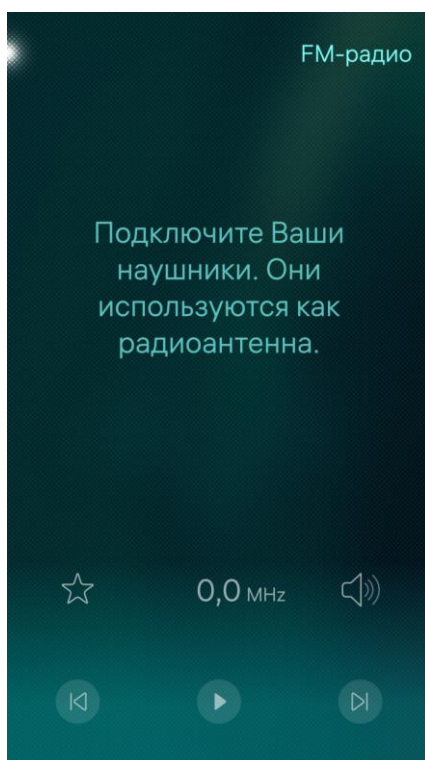 FM-радио
Подключите Ваши
наушники. Они
используются как
радиоантенна.
0,0 MHz